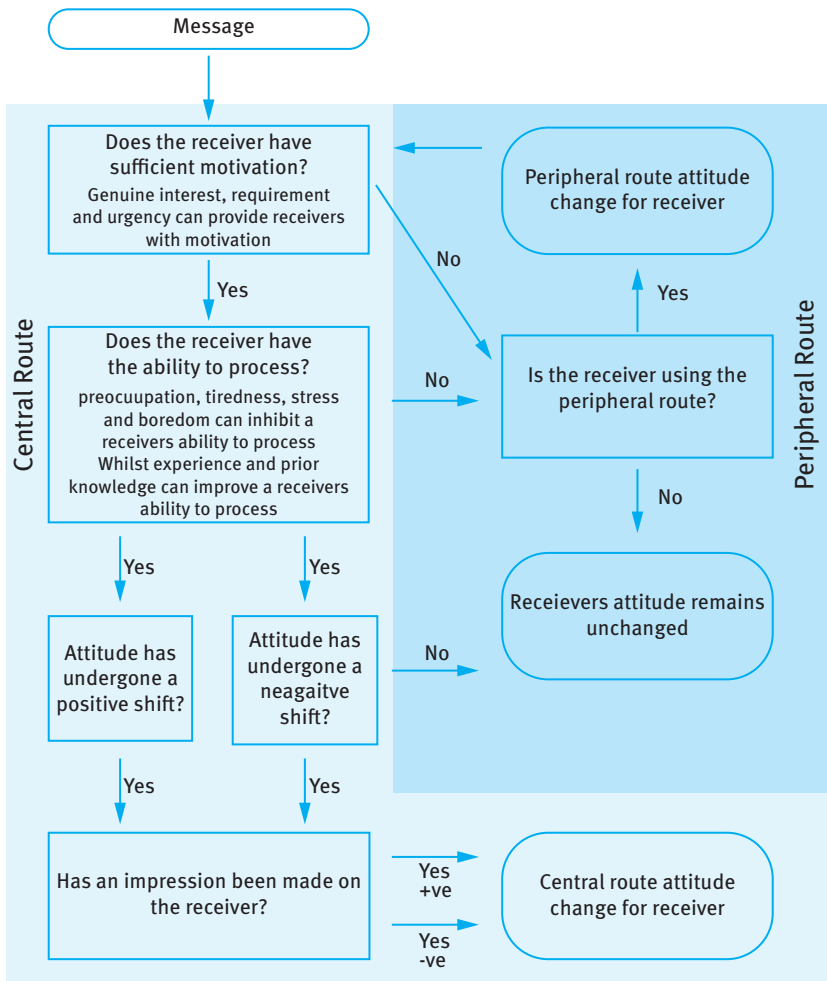 Message
Does the receiver have
sufficient motivation?
Genuine interest, requirement
and urgency can provide receivers
with motivation
Peripheral route attitude
change for receiver
No
Yes
Yes
Central Route
Does the receiver have
the ability to process?
preocuupation, tiredness, stress
and boredom can inhibit a
receivers ability to process
Whilst experience and prior
knowledge can improve a receivers
ability to process
No
Is the receiver using the
peripheral route?
Peripheral Route
No
Yes
Yes
Attitude has
undergone a
positive shift?
Attitude has
undergone a
neagaitve
shift?
No
Receievers attitude remains
unchanged
Yes
Yes
Has an impression been made on
the receiver?
Yes
+ve
Yes
-ve
Central route attitude
change for receiver